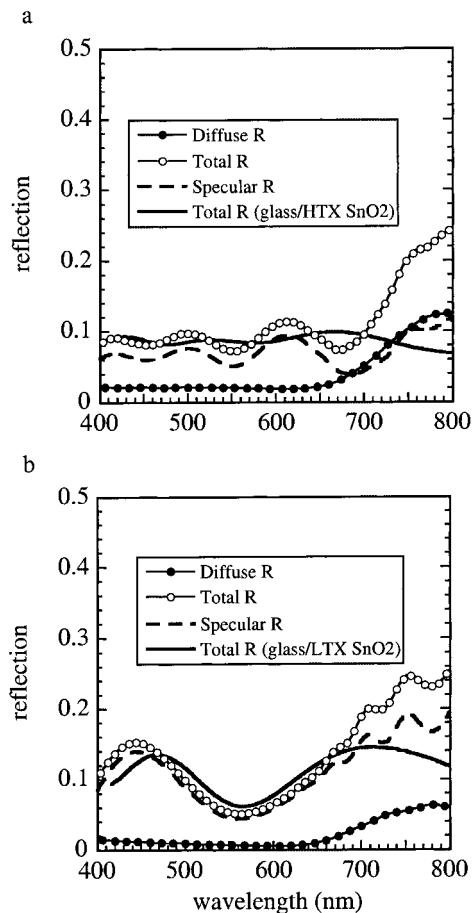 a
0.5
0.4
Diffuse R
Total R
0.3
Specular R
Total R (glass/HTX SnO2)
reflection
0.2
0.1
0
400 500 600 700 800
b
0.5
0.4
Diffuse R
Total R
0.3
Specular R
Total R (glass/LTX SnO2)
reflection
0.2
0.1
0
400 500 600 700 800
wavelength (nm)